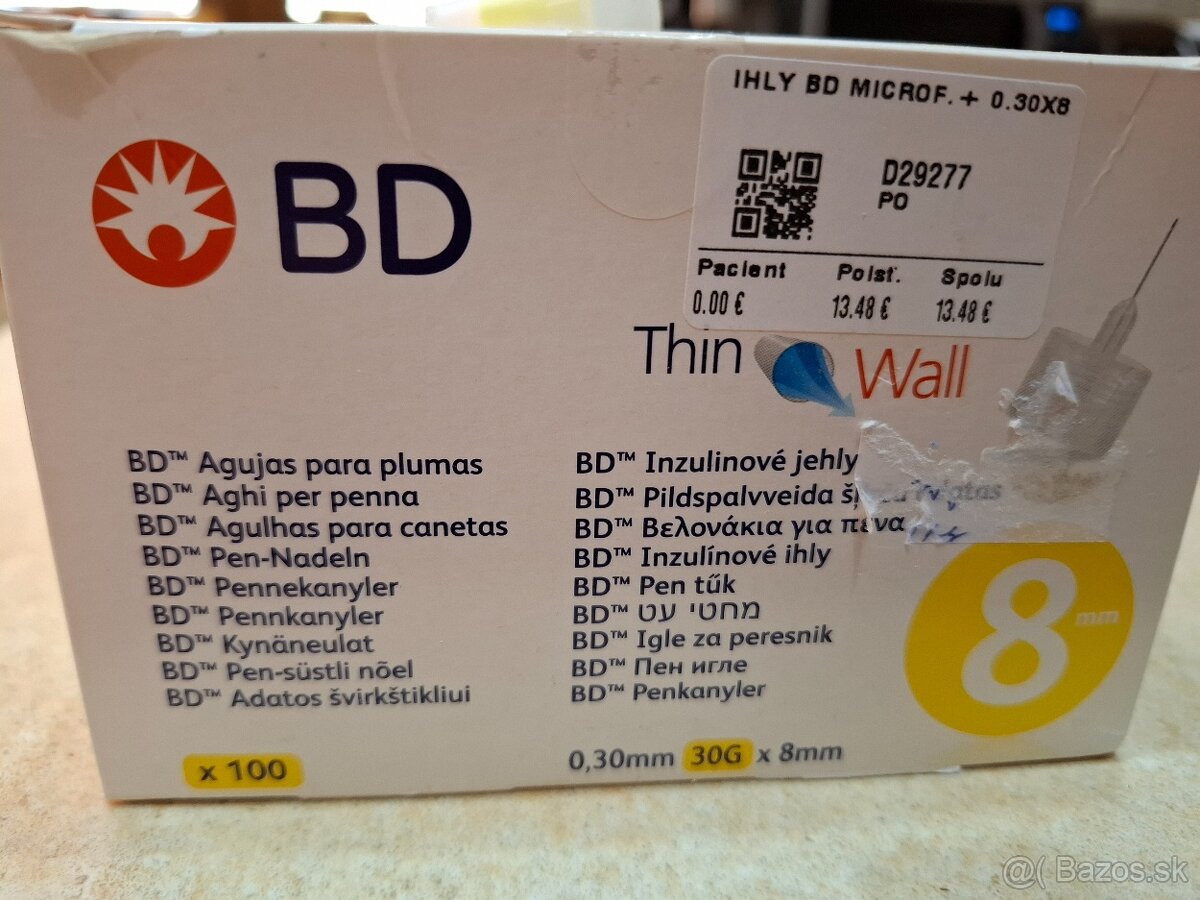 IHLY BD MICROF. + 0.30X8
D29277
PO
Pacient Poisť. Spolu
0.00 € 13.48 € 13.48 €
BD
Thin Wall
BD™ Agujas para plumas
BD™ Aghi per penna
BD™ Agulhas para canetas
BD™ Pen-Nadeln
BD™ Pennekanyler
BD™ Pennkanyler
BD™ Kynäneulat
BD™ Pen-süstli nõel
BD™ Adatos švirkštikliui
BD™ Inzulinové jehly
BD™ Pildspalvveida
BD™ Βελονάκια για πένα
BD™ Inzulínové ihly
BD™ Pen tűk
BD™ מחטי עט
BD™ Igle za peresnik
BD™ Пен игле
BD™ Penkanyler
8 mm
x 100
0,30mm 30G x 8mm
@( Bazos.sk